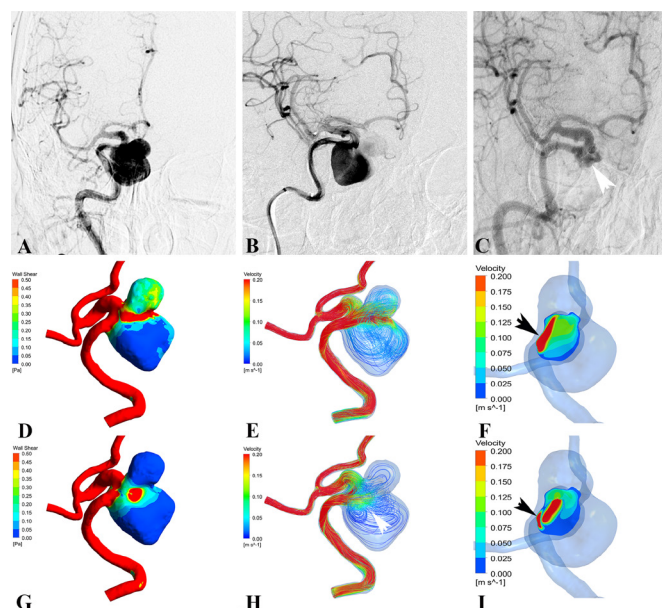 A
B
C
Wall Shear
0.50
0.45
0.40
0.35
0.30
0.25
0.20
0.15
0.10
0.05
0.00
[Pa]
D
Velocity
0.20
0.15
0.10
0.05
0.00
[m s^-1]
E
Velocity
0.200
0.175
0.150
0.125
0.100
0.075
0.050
0.025
0.000
[m s^-1]
F
Wall Shear
0.50
0.45
0.40
0.35
0.30
0.25
0.20
0.15
0.10
0.05
0.00
[Pa]
G
Velocity
0.20
0.15
0.10
0.05
0.00
[m s^-1]
H
Velocity
0.200
0.175
0.150
0.125
0.100
0.075
0.050
0.025
0.000
[m s^-1]
I